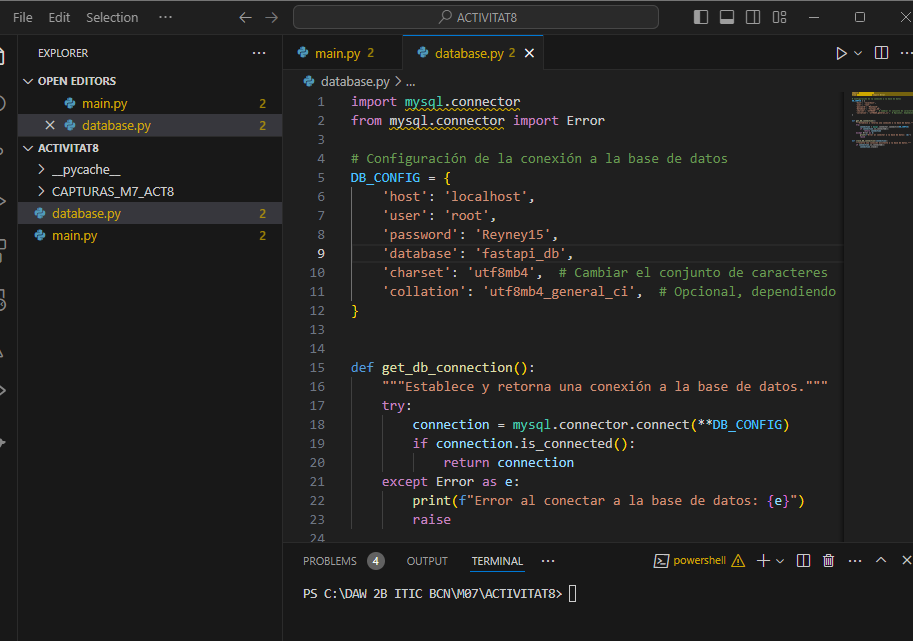 File Edit Selection ··· ← → ACTIVITAT8
EXPLORER ···
OPEN EDITORS
main.py 2
database.py 2
ACTIVITAT8
__pycache__
CAPTURAS_M7_ACT8
database.py 2
main.py 2
main.py 2 database.py 2
database.py > ...
1 import mysql.connector
2 from mysql.connector import Error
3
4 # Configuración de la conexión a la base de datos
5 DB_CONFIG = {
6 'host': 'localhost',
7 'user': 'root',
8 'password': 'Reyney15',
9 'database': 'fastapi_db',
10 'charset': 'utf8mb4', # Cambiar el conjunto de caracteres
11 'collation': 'utf8mb4_general_ci', # Opcional, dependiendo
12 }
13
14
15 def get_db_connection():
16 """Establece y retorna una conexión a la base de datos."""
17 try:
18 connection = mysql.connector.connect(**DB_CONFIG)
19 if connection.is_connected():
20 return connection
21 except Error as e:
22 print(f"Error al conectar a la base de datos: {e}")
23 raise
24
PROBLEMS 4 OUTPUT TERMINAL ··· powershell
PS C:\DAW 2B ITIC BCN\M07\ACTIVITAT8>